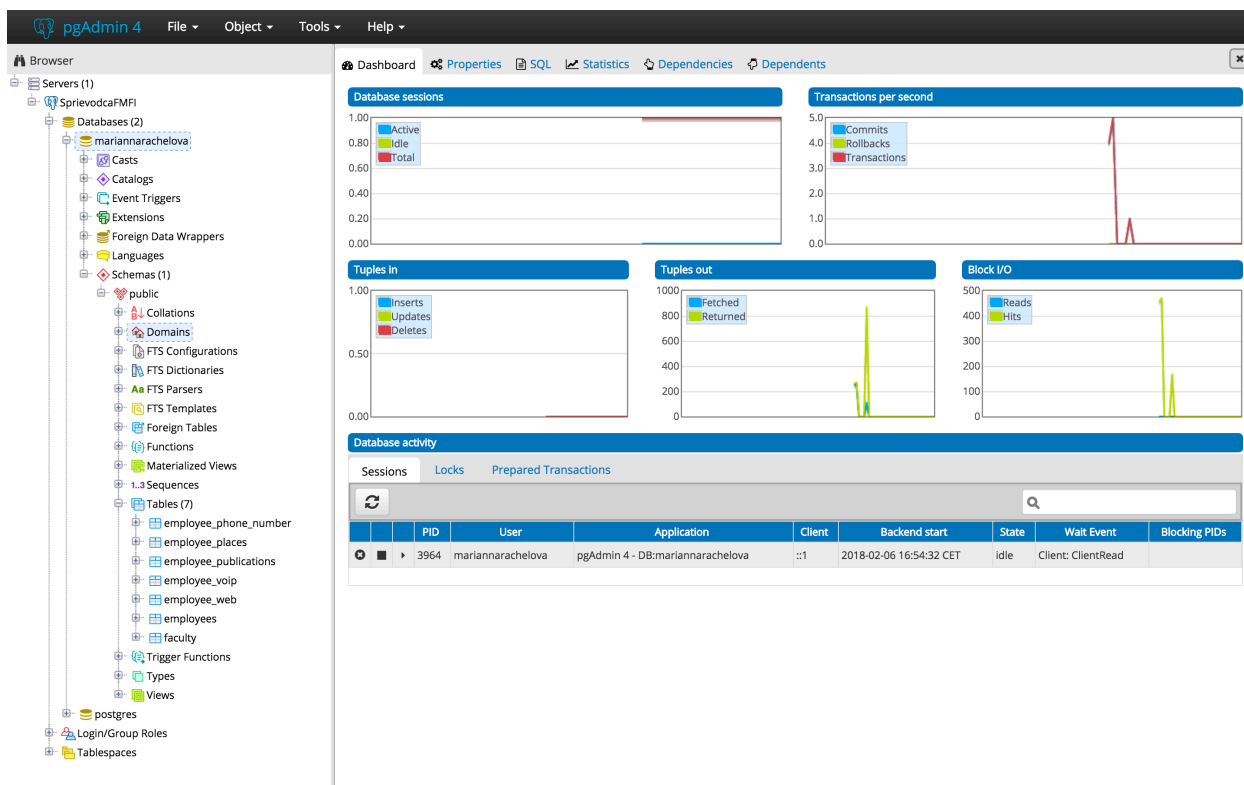 pgAdmin 4 File Object Tools Help
Browser
Servers (1)
SprievodcaFMFI
Databases (2)
mariannarachelova
Casts
Catalogs
Event Triggers
Extensions
Foreign Data Wrappers
Languages
Schemas (1)
public
Collations
Domains
FTS Configurations
FTS Dictionaries
Aa FTS Parsers
FTS Templates
Foreign Tables
Functions
Materialized Views
1..3 Sequences
Tables (7)
employee_phone_number
employee_places
employee_publications
employee_voip
employee_web
employees
faculty
Trigger Functions
Types
Views
postgres
Login/Group Roles
Tablespaces
Dashboard Properties SQL Statistics Dependencies Dependents
Database sessions
1.00
0.80
0.60
0.40
0.20
0.00
Active
Idle
Total
Transactions per second
5.0
4.0
3.0
2.0
1.0
0.0
Commits
Rollbacks
Transactions
Tuples in
1.00
0.50
0.00
Inserts
Updates
Deletes
Tuples out
1000
800
600
400
200
0
Fetched
Returned
Block I/O
500
400
300
200
100
0
Reads
Hits
Database activity
Sessions Locks Prepared Transactions
PID User Application Client Backend start State Wait Event Blocking PIDs
3964 mariannarachelova pgAdmin 4 - DB:mariannarachelova ::1 2018-02-06 16:54:32 CET idle Client: ClientRead